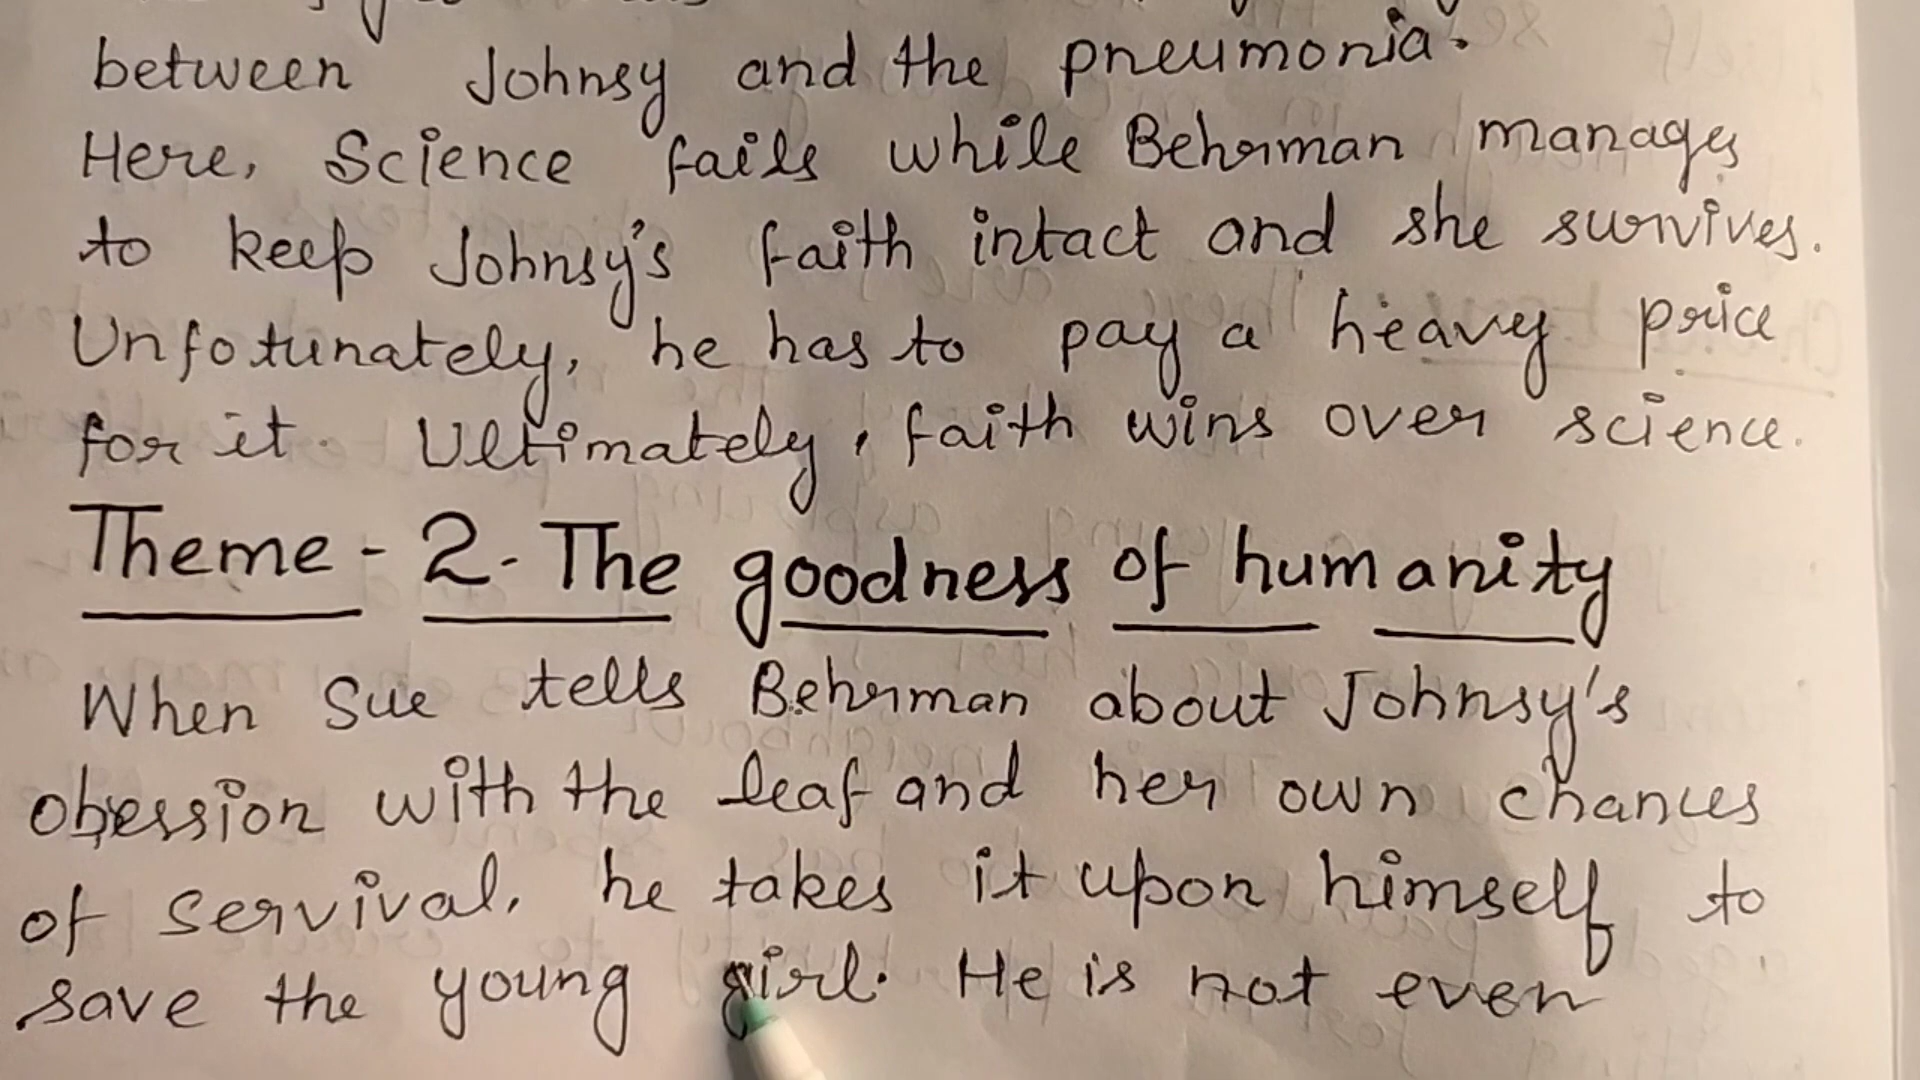 between Johnsy and the pneumonia.
Here, Science fails while Behrman manages
to keep Johnsy's faith intact and she survives.
Unfotunately, he has to pay a heavy price
for it. Ultimately, faith wins over science.
Theme - 2 - The goodness of humanity
When Sue tells Behrman about Johnsy's
obsession with the leaf and her own chances
of servival, he takes it upon himself to
save the young girl. He is not even